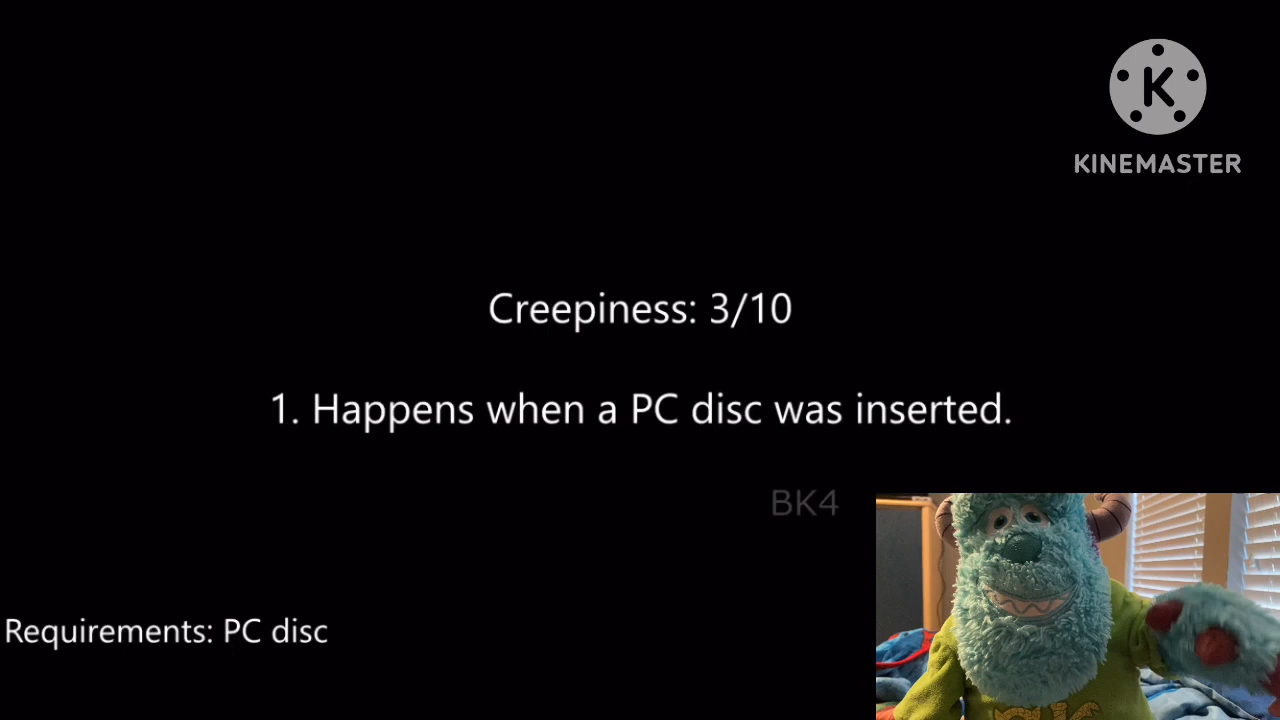 K
KINEMASTER
Creepiness: 3/10
1. Happens when a PC disc was inserted.
BK4
Requirements: PC disc